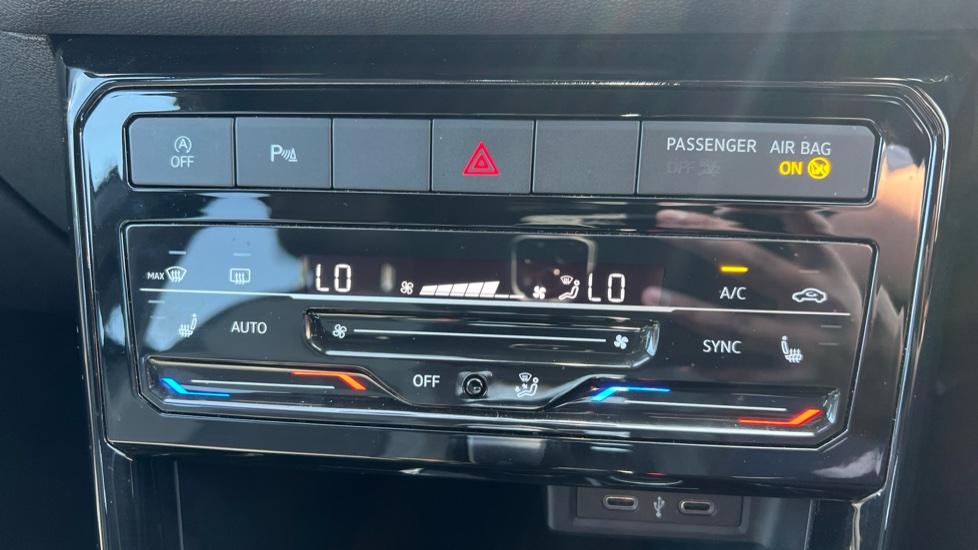 PASSENGER AIR BAG
A
OFF
P
OFF
ON
LO
LO
MAX
A/C
AUTO
SYNC
OFF